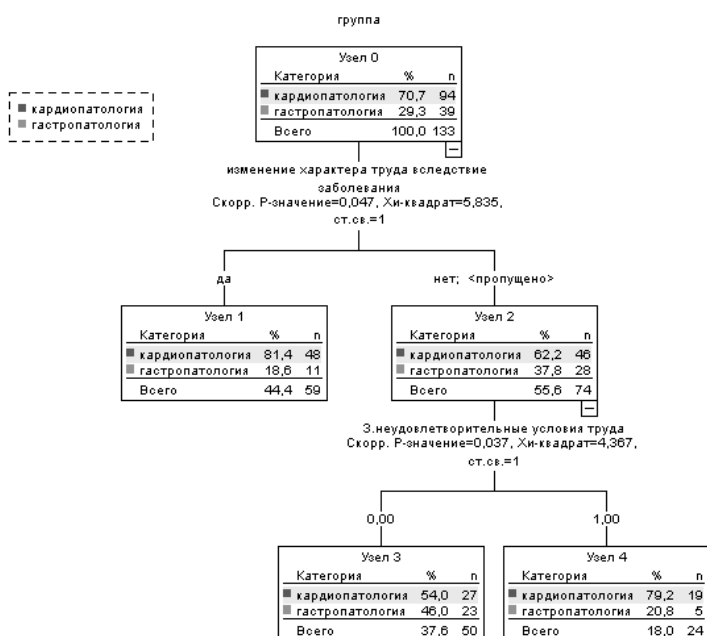 группа
Узел 0
Категория % n
кардиопатология 70,7 94
гастропатология 29,3 39
Всего 100,0 133
кардиопатология
гастропатология
изменение характера труда вследствие
заболевания
Скорр. P-значение=0,047, Хи-квадрат=5,835,
ст.св.=1
да
нет; <пропущено>
Узел 1
Категория % n
кардиопатология 81,4 48
гастропатология 18,6 11
Всего 44,4 59
Узел 2
Категория % n
кардиопатология 62,2 46
гастропатология 37,8 28
Всего 55,6 74
3.неудовлетворительные условия труда
Скорр. P-значение=0,037, Хи-квадрат=4,367,
ст.св.=1
0,00
1,00
Узел 3
Категория % n
кардиопатология 54,0 27
гастропатология 46,0 23
Всего 37,6 50
Узел 4
Категория % n
кардиопатология 79,2 19
гастропатология 20,8 5
Всего 18,0 24